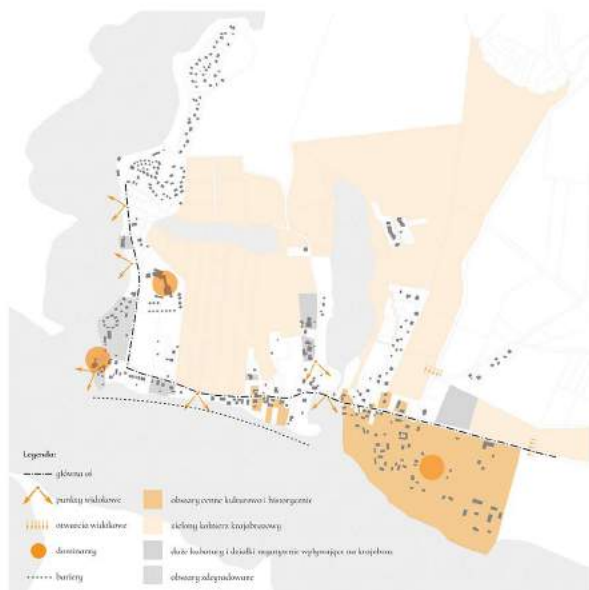 Legenda:
główna oś
punkty widokowe
otwarcia widokowe
dominanty
bariery
obszary cenne kulturowo i historycznie
zielony kołnierz krajobrazowy
duże kubatury i działki negatywnie wpływające na krajobraz
obszary zdegradowane